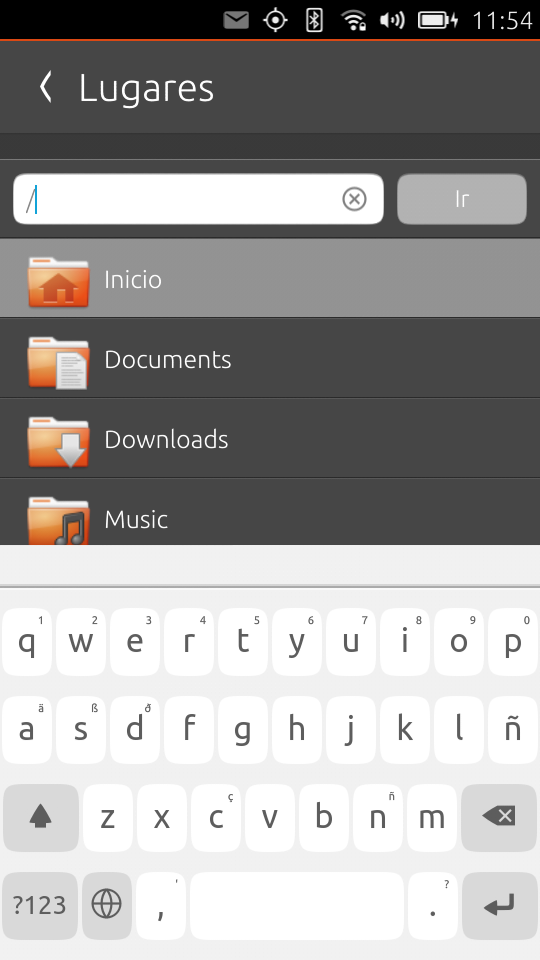 11:54
Lugares
/
Ir
Inicio
Documents
Downloads
Music
1 2 3 4 5 6 7 8 9 0
q w e r t y u i o p
ä ß ð
a s d f g h j k l ñ
ç ñ
z x c v b n m
' ?
?123 , .